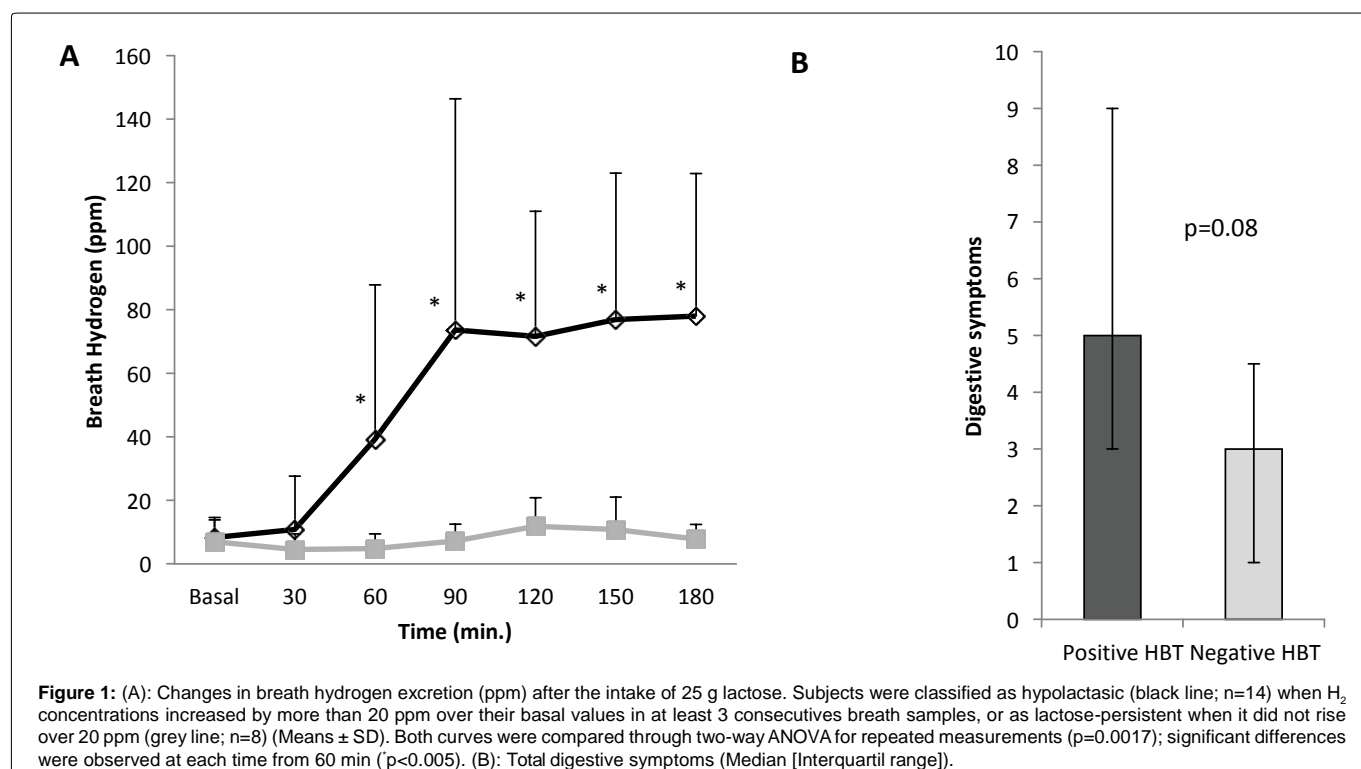 A
160
140
120
100
80
60
40
20
0
Breath Hydrogen (ppm)
* * * * *
Basal 30 60 90 120 150 180
Time (min.)
B
10
9
8
7
6
5
4
3
2
1
0
Digestive symptoms
p=0.08
Positive HBT Negative HBT
Figure 1: (A): Changes in breath hydrogen excretion (ppm) after the intake of 25 g lactose. Subjects were classified as hypolactasic (black line; n=14) when H₂
concentrations increased by more than 20 ppm over their basal values in at least 3 consecutives breath samples, or as lactose-persistent when it did not rise
over 20 ppm (grey line; n=8) (Means ± SD). Both curves were compared through two-way ANOVA for repeated measurements (p=0.0017); significant differences
were observed at each time from 60 min (*p<0.005). (B): Total digestive symptoms (Median [Interquartil range]).